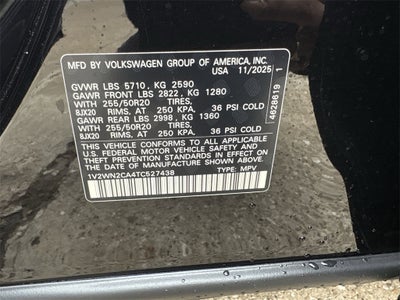 MFD BY VOLKSWAGEN GROUP OF AMERICA, INC.
USA 11/2025
GVWR LBS 5710, KG 2590
GAWR FRONT LBS 2822, KG 1280
WITH 255/50R20 TIRES,
8JX20 RIMS, AT 250 KPA, 36 PSI COLD
GAWR REAR LBS 2998, KG 1360
WITH 255/50R20 TIRES,
8JX20 RIMS, AT 250 KPA, 36 PSI COLD
THIS VEHICLE CONFORMS TO ALL APPLICABLE
U.S. FEDERAL MOTOR VEHICLE
SAFETY AND THEFT PREVENTION
STANDARDS IN EFFECT ON THE
DATE OF MANUFACTURE SHOWN ABOVE
1V2WN2CA4TC527438 TYPE: MPV
4628619 1